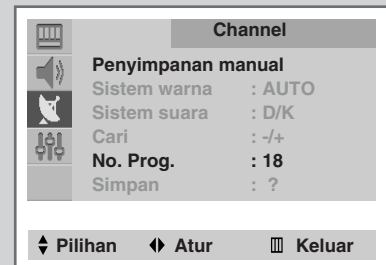 Channel
Penyimpanan manual
Sistem warna : AUTO
Sistem suara : D/K
Cari : -/+
No. Prog. : 18
Simpan : ?
Pilihan Atur Keluar